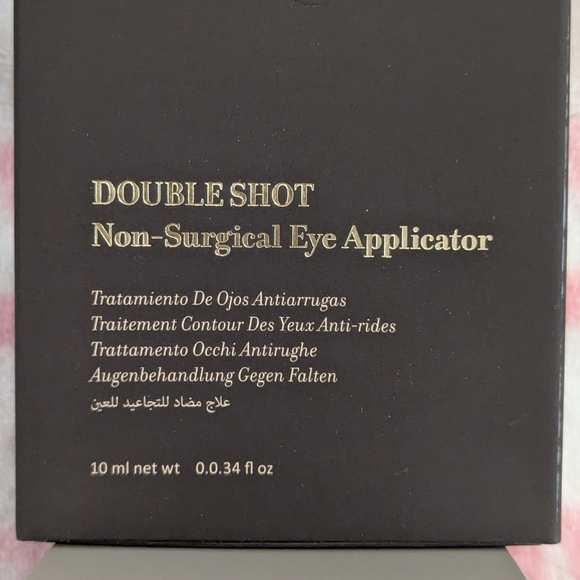 DOUBLE SHOT
Non-Surgical Eye Applicator
Tratamiento De Ojos Antiarrugas
Traitement Contour Des Yeux Anti-rides
Trattamento Occhi Antirughe
Augenbehandlung Gegen Falten
علاج مضاد للتجاعيد للعين
10 ml net wt 0.0.34 fl oz